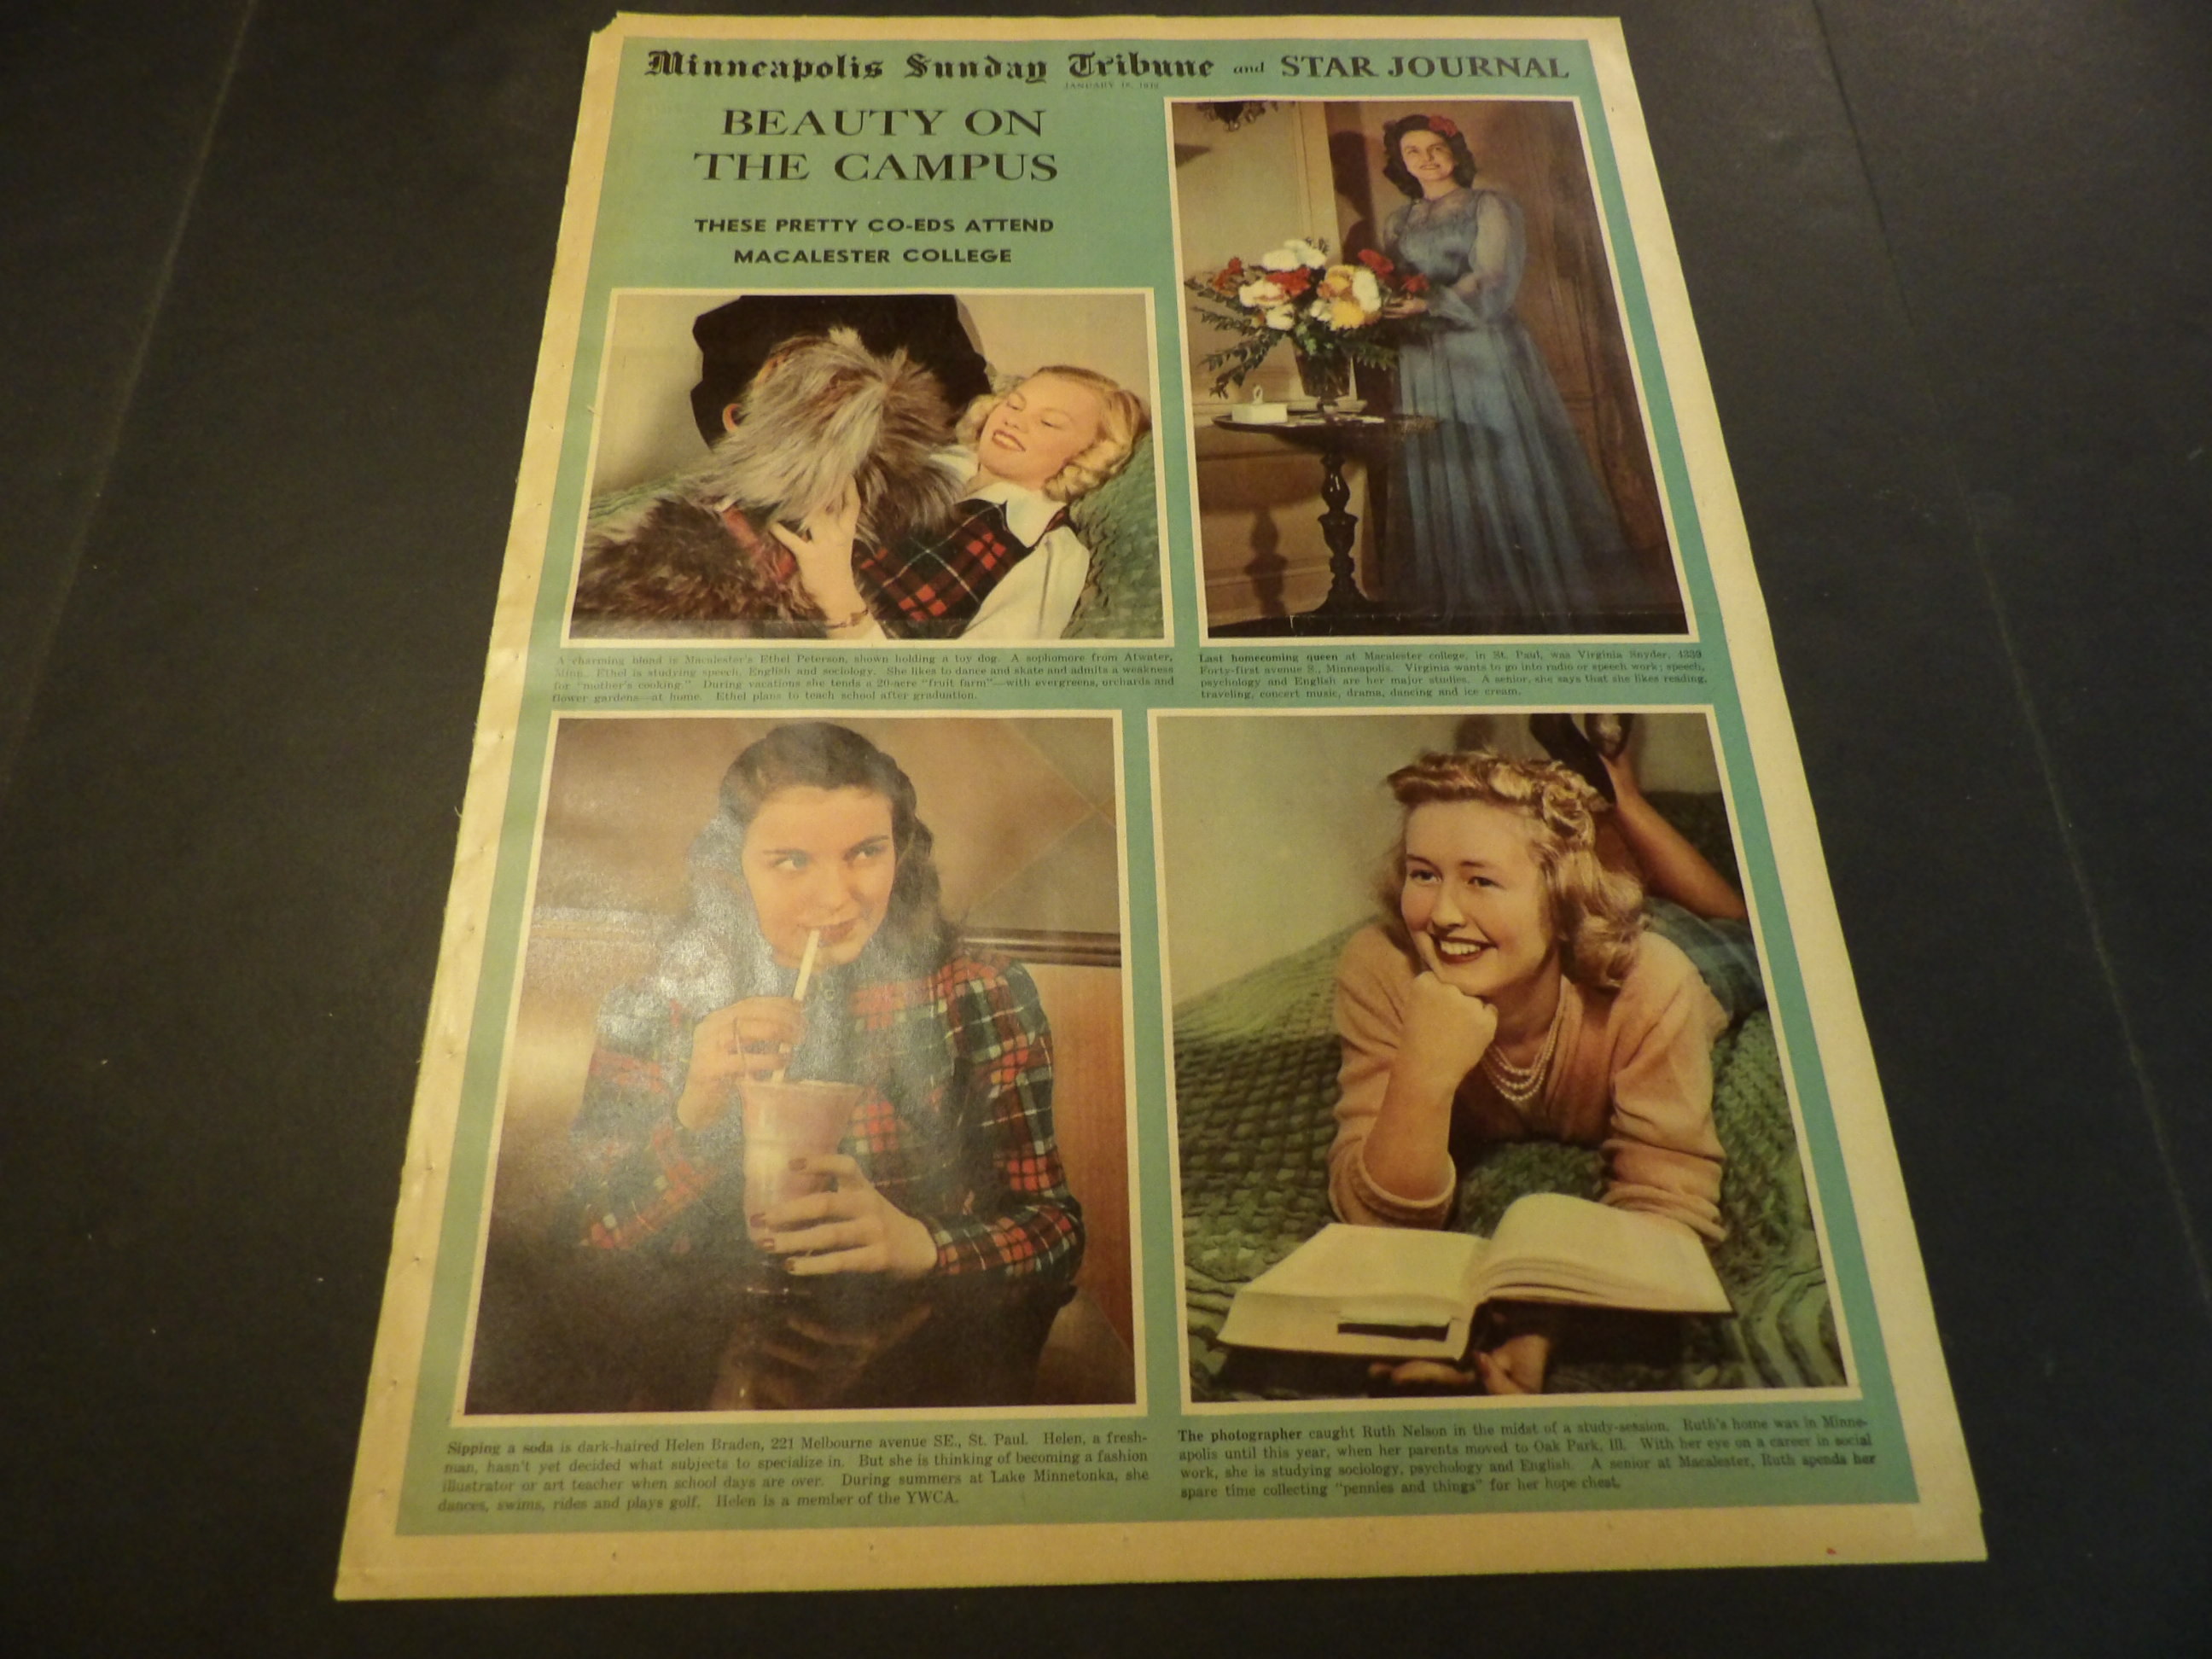 Minneapolis Sunday Tribune and STAR JOURNAL
JANUARY 18,
BEAUTY ON
THE CAMPUS
THESE PRETTY CO-EDS ATTEND
MACALESTER COLLEGE
A charming blond is Macalester's Ethel Peterson, shown holding a toy dog. A sophomore from Atwater,
Minn., Ethel is studying speech, English and sociology. She likes to dance and skate and admits a weakness
for "mother's cooking." During vacations she tends a 20-acre "fruit farm"—with evergreens, orchards and
flower gardens—at home. Ethel plans to teach school after graduation.
Last homecoming queen at Macalester college, in St. Paul, was Virginia Snyder, 4339
Forty-first avenue S., Minneapolis. Virginia wants to go into radio or speech work; speech,
psychology and English are her major studies. A senior, she says that she likes reading,
traveling, concert music, drama, dancing and ice cream.
Sipping a soda is dark-haired Helen Braden, 221 Melbourne avenue SE., St. Paul. Helen, a fresh-
man, hasn't yet decided what subjects to specialize in. But she is thinking of becoming a fashion
illustrator or art teacher when school days are over. During summers at Lake Minnetonka, she
dances, swims, rides and plays golf. Helen is a member of the YWCA.
The photographer caught Ruth Nelson in the midst of a study-session. Ruth's home was in Minne-
apolis until this year, when her parents moved to Oak Park, Ill. With her eye on a career in social
work, she is studying sociology, psychology and English. A senior at Macalester, Ruth spends her
spare time collecting "pennies and things" for her hope chest.